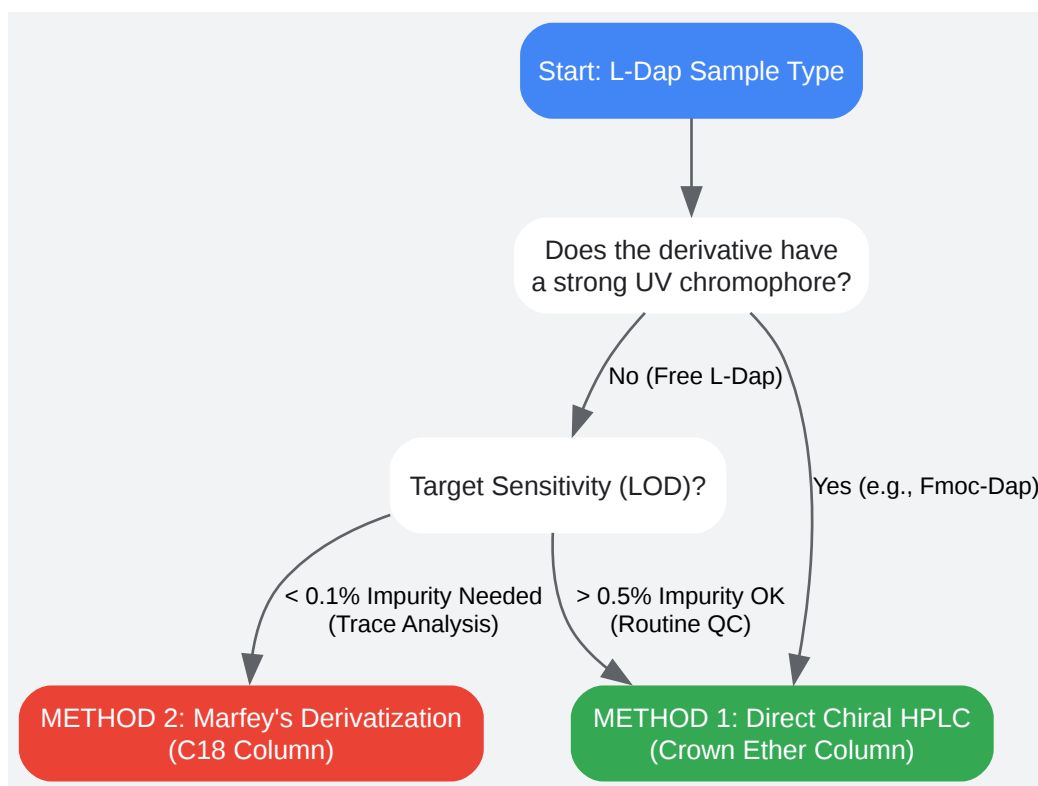 Start: L-Dap Sample Type
Does the derivative have
a strong UV chromophore?
No (Free L-Dap)
Target Sensitivity (LOD)?
Yes (e.g., Fmoc-Dap)
< 0.1% Impurity Needed
(Trace Analysis)
> 0.5% Impurity OK
(Routine QC)
METHOD 2: Marfey's Derivatization
(C18 Column)
METHOD 1: Direct Chiral HPLC
(Crown Ether Column)